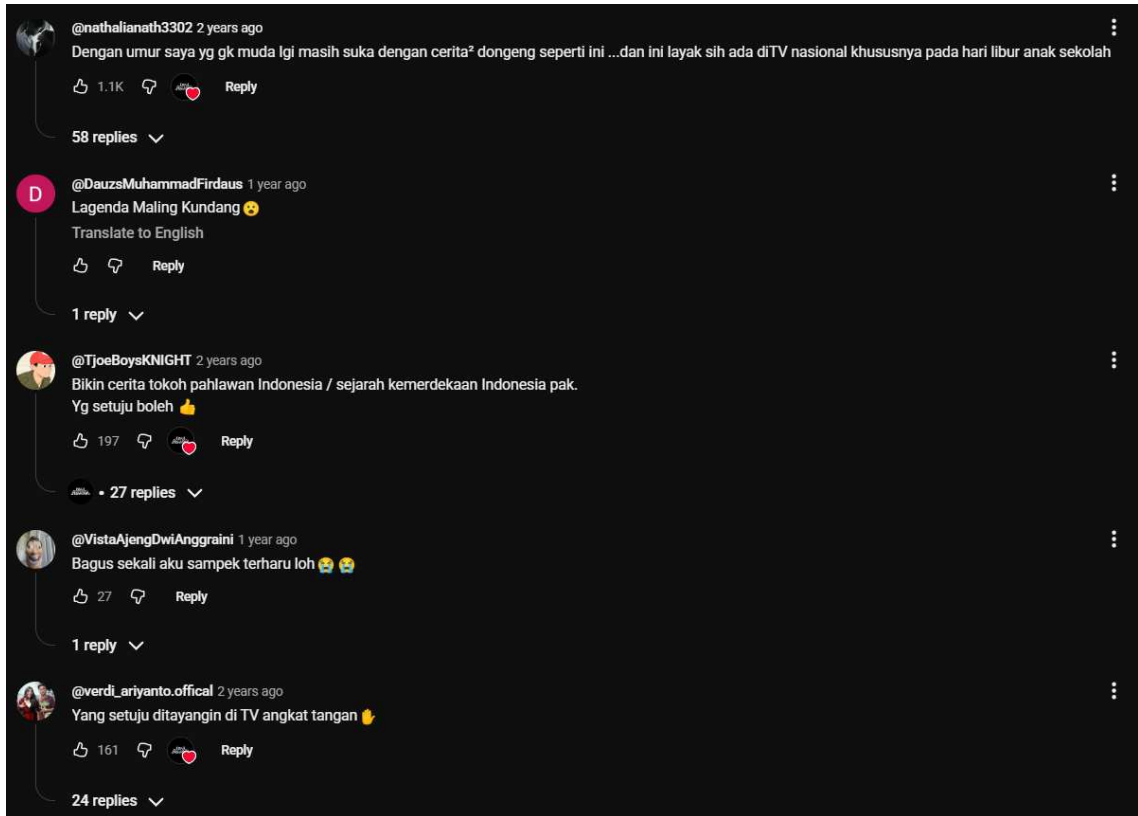 @nathalianath3302 2 years ago
Dengan umur saya yg gk muda lgi masih suka dengan cerita² dongeng seperti ini ...dan ini layak sih ada diTV nasional khususnya pada hari libur anak sekolah
1.1K Reply
58 replies
D
@DauzsMuhammadFirdaus 1 year ago
Lagenda Maling Kundang😮
Translate to English
Reply
1 reply
@TjoeBoysKNIGHT 2 years ago
Bikin cerita tokoh pahlawan Indonesia / sejarah kemerdekaan Indonesia pak.
Yg setuju boleh 👍
197 Reply
• 27 replies
@VistaAjengDwiAnggraini 1 year ago
Bagus sekali aku sampek terharu loh😭 😭
27 Reply
1 reply
@verdi_ariyanto.offical 2 years ago
Yang setuju ditayangin di TV angkat tangan✋
161 Reply
24 replies